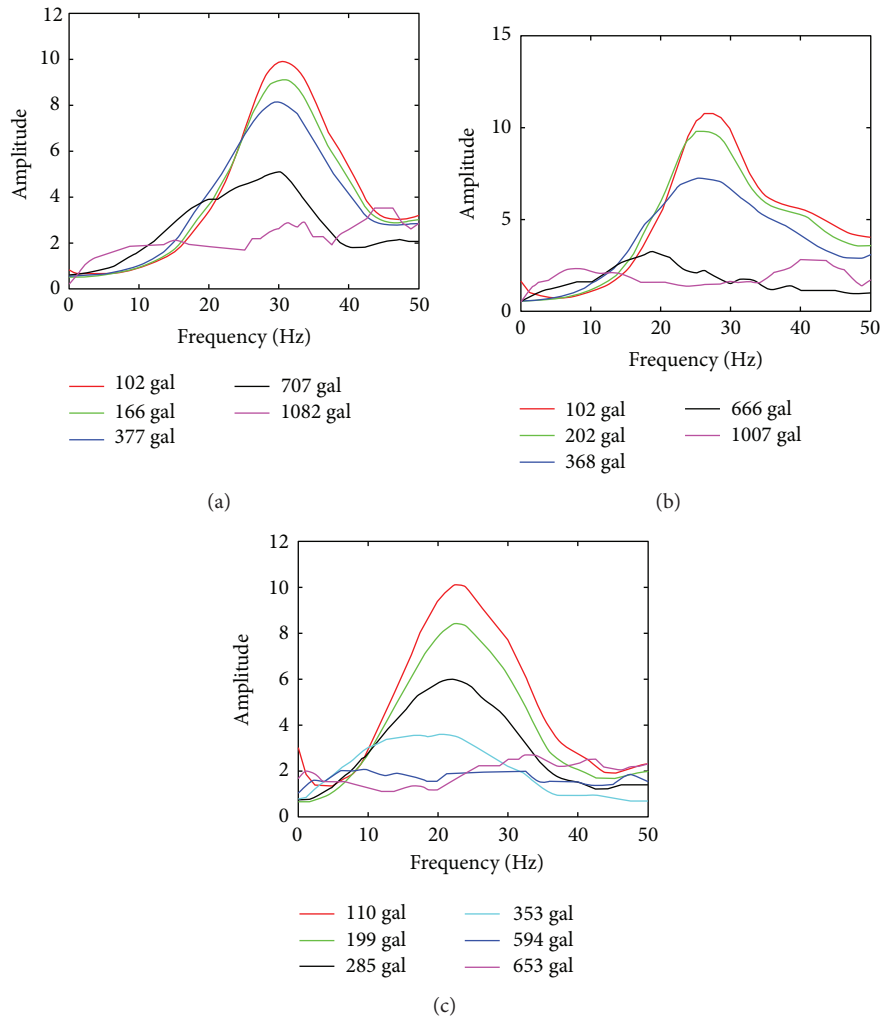 12
10
8
6
4
2
0
Amplitude
0 10 20 30 40 50
Frequency (Hz)
102 gal 707 gal
166 gal 1082 gal
377 gal
(a)
15
10
5
0
Amplitude
0 10 20 30 40 50
Frequency (Hz)
102 gal 666 gal
202 gal 1007 gal
368 gal
(b)
12
10
8
6
4
2
0
Amplitude
0 10 20 30 40 50
Frequency (Hz)
110 gal 353 gal
199 gal 594 gal
285 gal 653 gal
(c)